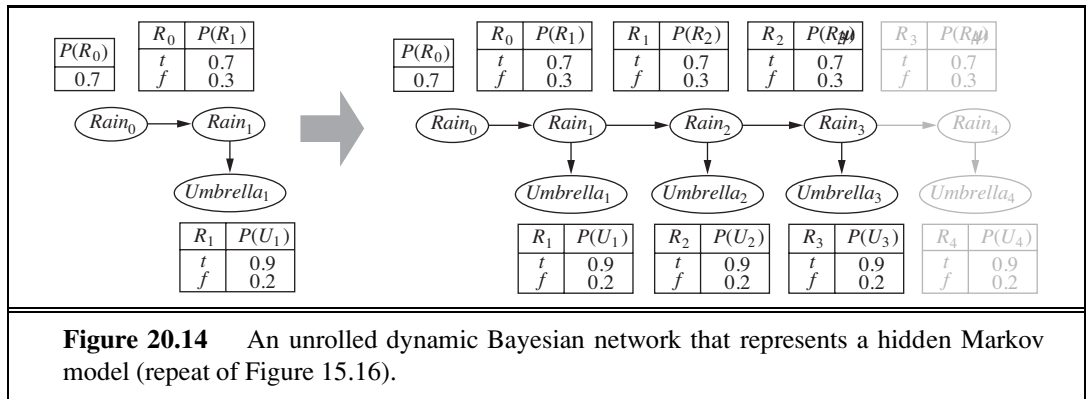 R0 P(R1)
P(R0) t 0.7
0.7 f 0.3
Rain0 Rain1
Umbrella1
R1 P(U1)
t 0.9
f 0.2
P(R0)
0.7
R0 P(R1)
t 0.7
f 0.3
R1 P(R2)
t 0.7
f 0.3
R2
t 0.7
f 0.3
R3
t 0.7
f 0.3
Rain0 Rain1 Rain2 Rain3 Rain4
Umbrella1 Umbrella2 Umbrella3 Umbrella4
R1 P(U1)
t 0.9
f 0.2
R2 P(U2)
t 0.9
f 0.2
R3 P(U3)
t 0.9
f 0.2
R4 P(U4)
t 0.9
f 0.2
Figure 20.14 An unrolled dynamic Bayesian network that represents a hidden Markov
model (repeat of Figure 15.16).